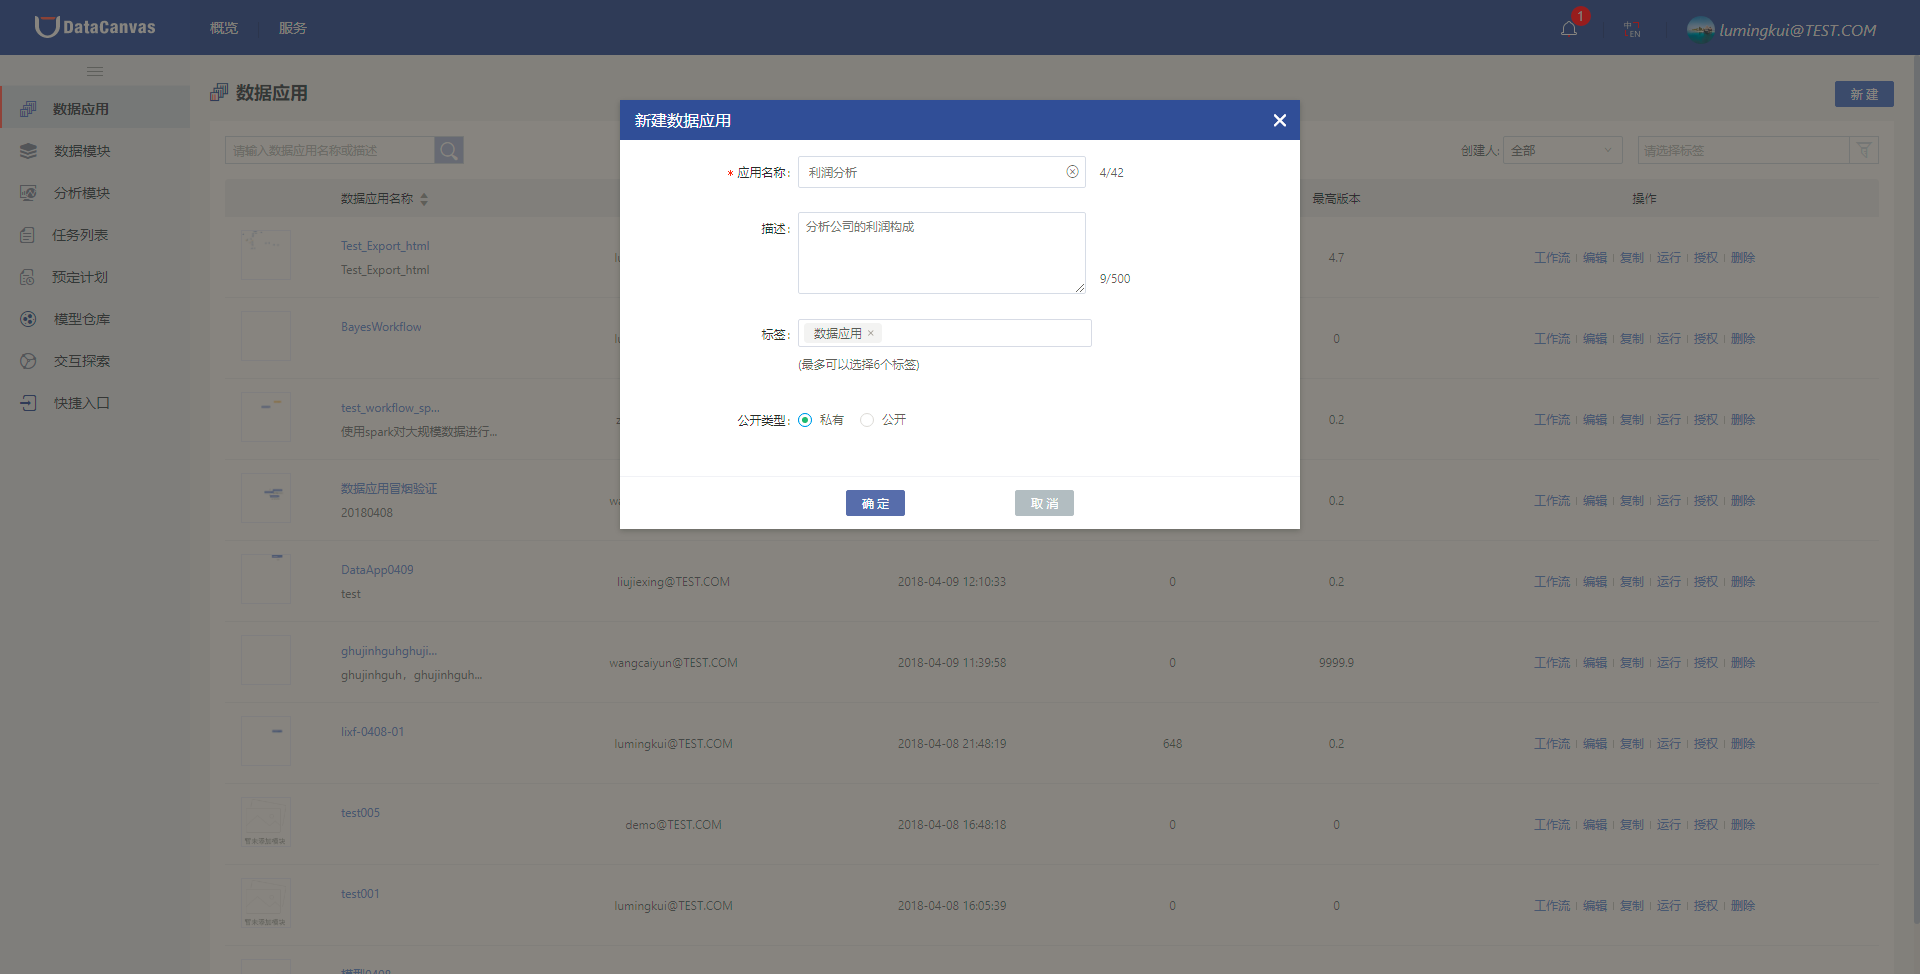 DataCanvas
概览
服务
1
中
EN
lumingkui@TEST.COM
数据应用
数据模块
分析模块
任务列表
预定计划
模型仓库
交互探索
快捷入口
数据应用
新 建
请输入数据应用名称或描述
创建人: 全部
请选择标签
数据应用名称
最高版本
操作
新建数据应用
* 应用名称: 利润分析 4/42
描述: 分析公司的利润构成
9/500
标签: 数据应用 ×
(最多可以选择6个标签)
公开类型: 私有 公开
确 定
取 消
Test_Export_html
Test_Export_html
4.7
工作流 编辑 复制 运行 授权 删除
BayesWorkflow
0
工作流 编辑 复制 运行 授权 删除
test_workflow_sp...
使用spark对大规模数据进行...
0.2
工作流 编辑 复制 运行 授权 删除
数据应用冒烟验证
20180408
0.2
工作流 编辑 复制 运行 授权 删除
DataApp0409
test
liujiexing@TEST.COM 2018-04-09 12:10:33 0 0.2
工作流 编辑 复制 运行 授权 删除
ghujinhguhghuji...
ghujinhguh，ghujinhguh...
wangcaiyun@TEST.COM 2018-04-09 11:39:58 0 9999.9
工作流 编辑 复制 运行 授权 删除
lixf-0408-01
lumingkui@TEST.COM 2018-04-08 21:48:19 648 0.2
工作流 编辑 复制 运行 授权 删除
test005
暂未添加模块
demo@TEST.COM 2018-04-08 16:48:18 0 0
工作流 编辑 复制 运行 授权 删除
test001
暂未添加模块
lumingkui@TEST.COM 2018-04-08 16:05:39 0 0
工作流 编辑 复制 运行 授权 删除
模型0408